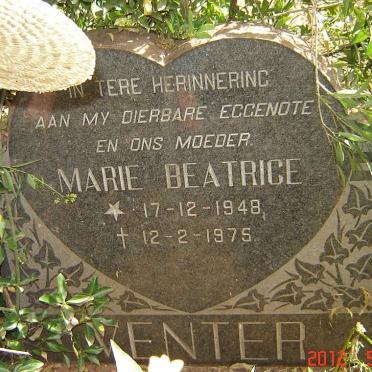 IN TERE HERINNERING
AAN MY DIERBARE EGGENOTE
EN ONS MOEDER
MARIE BEATRICE
☆ 17-12-1948
† 12-2-1975
VENTER
2012